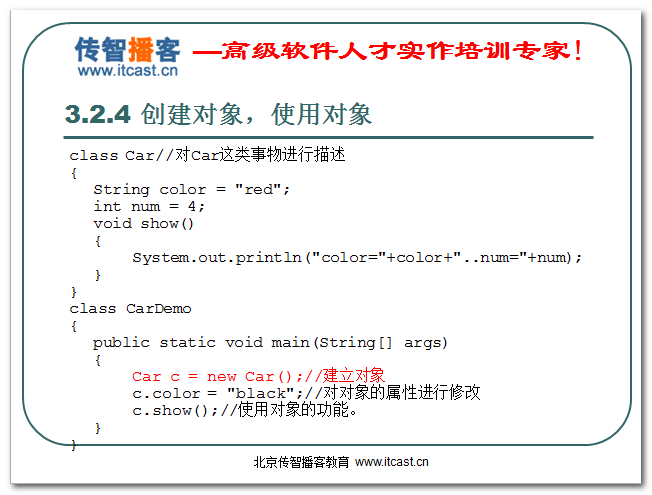 传智播客 —高级软件人才实作培训专家!
www.itcast.cn
3.2.4 创建对象，使用对象
class Car//对Car这类事物进行描述
{
String color = "red";
int num = 4;
void show()
{
System.out.println("color="+color+"..num="+num);
}
}
class CarDemo
{
public static void main(String[] args)
{
Car c = new Car();//建立对象
c.color = "black";//对对象的属性进行修改
c.show();//使用对象的功能。
}
}
北京传智播客教育 www.itcast.cn